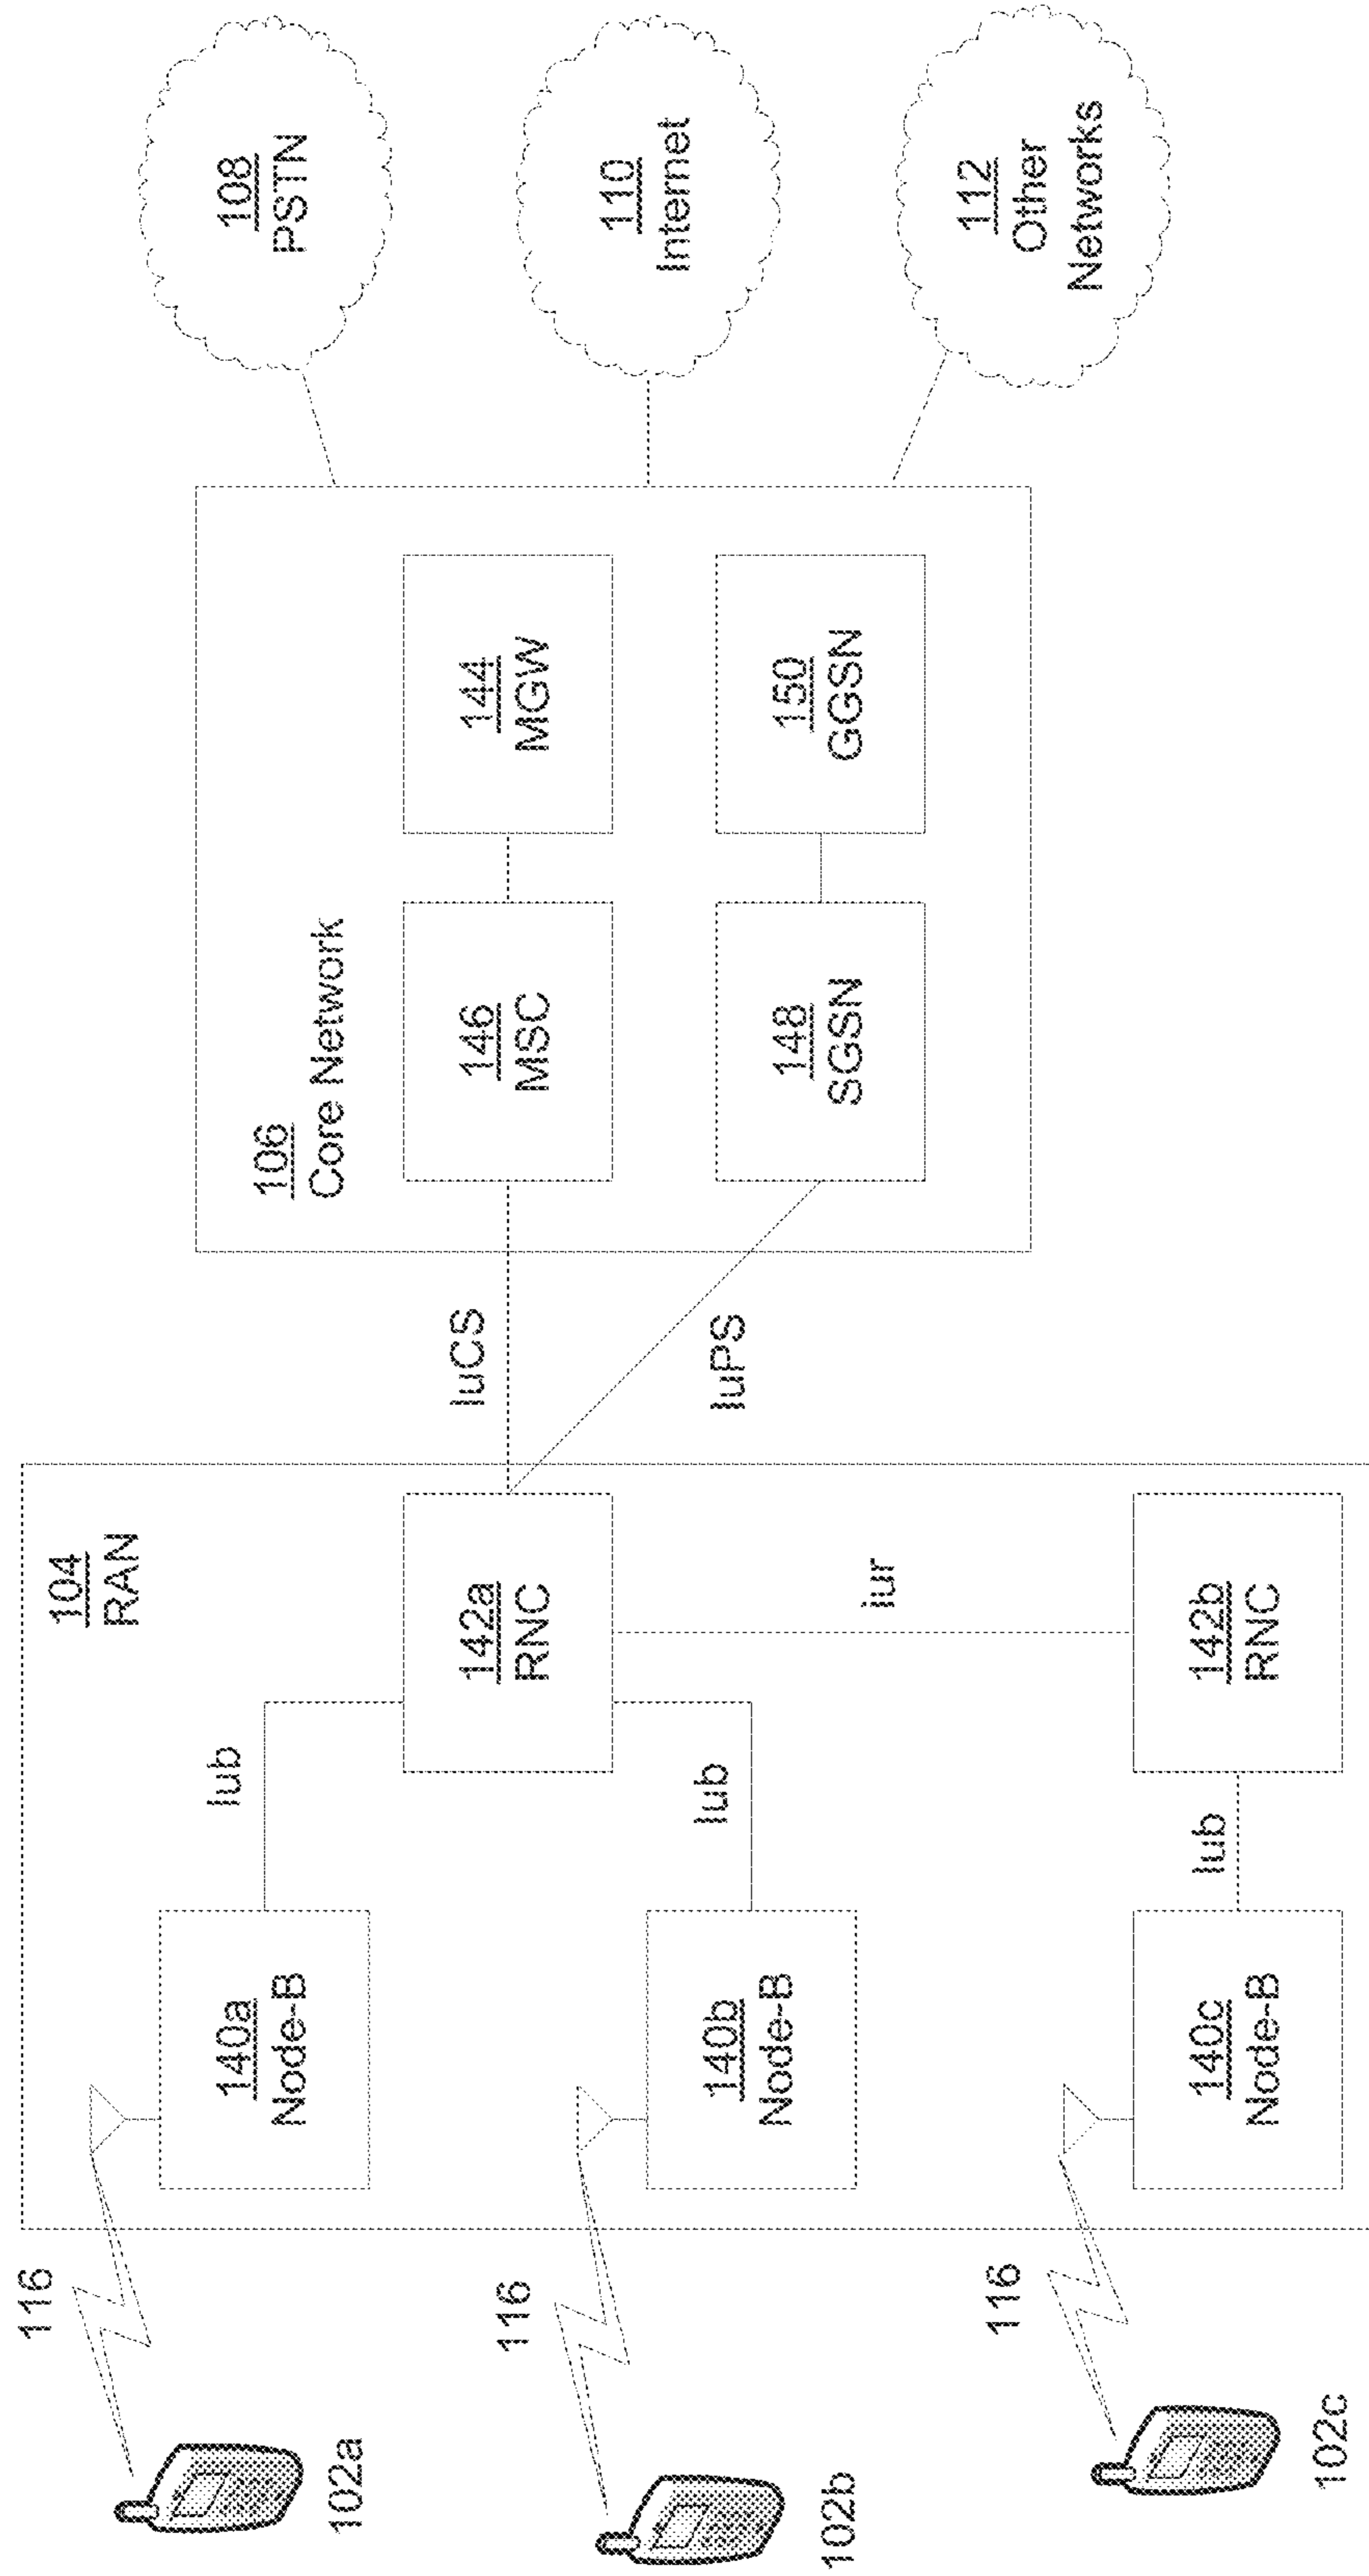 116
102a
104
RAN
140a
Node-B
Iub
116
102b
140b
Node-B
Iub
142a
RNC
iur
116
102c
140c
Node-B
Iub
142b
RNC
IuCS
IuPS
106
Core Network
146
MSC
144
MGW
148
SGSN
150
GGSN
108
PSTN
110
Internet
112
Other
Networks